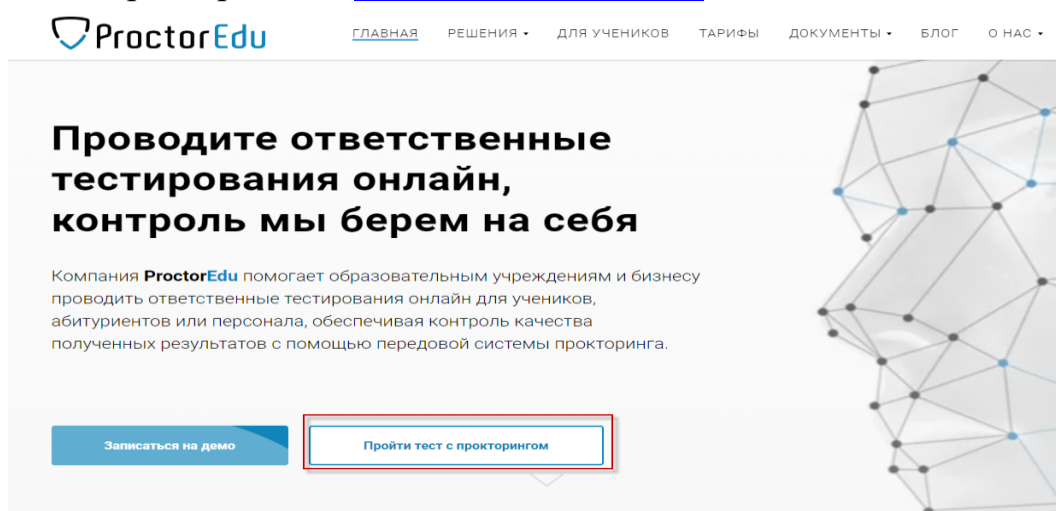 ProctorEdu
ГЛАВНАЯ РЕШЕНИЯ ДЛЯ УЧЕНИКОВ ТАРИФЫ ДОКУМЕНТЫ БЛОГ О НАС
Проводите ответственные
тестирования онлайн,
контроль мы берем на себя
Компания ProctorEdu помогает образовательным учреждениям и бизнесу
проводить ответственные тестирования онлайн для учеников,
абитуриентов или персонала, обеспечивая контроль качества
полученных результатов с помощью передовой системы прокторинга.
Записаться на демо Пройти тест с прокторингом